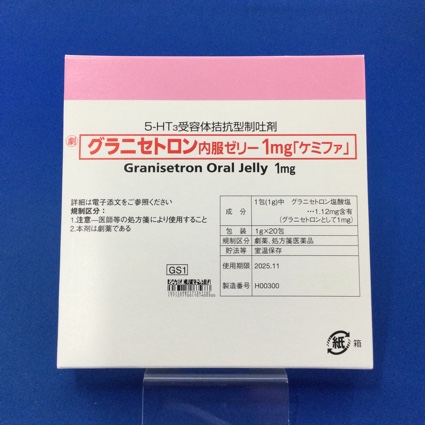 5-HT₃受容体拮抗型制吐剤
劇 グラニセトロン内服ゼリー1mg「ケミファ」
Granisetron Oral Jelly 1mg
詳細は電子添文をご参照ください
規制区分：
1.注意―医師等の処方箋により使用すること
2.本剤は劇薬である
成分 1包(1g)中 グラニセトロン塩酸塩
…1.12mg含有
(グラニセトロンとして1mg)
包装 1g×20包
規制区分 劇薬、処方箋医薬品
貯法等 室温保存
使用期限 2025.11
製造番号 H00300
GS1
紙 箱